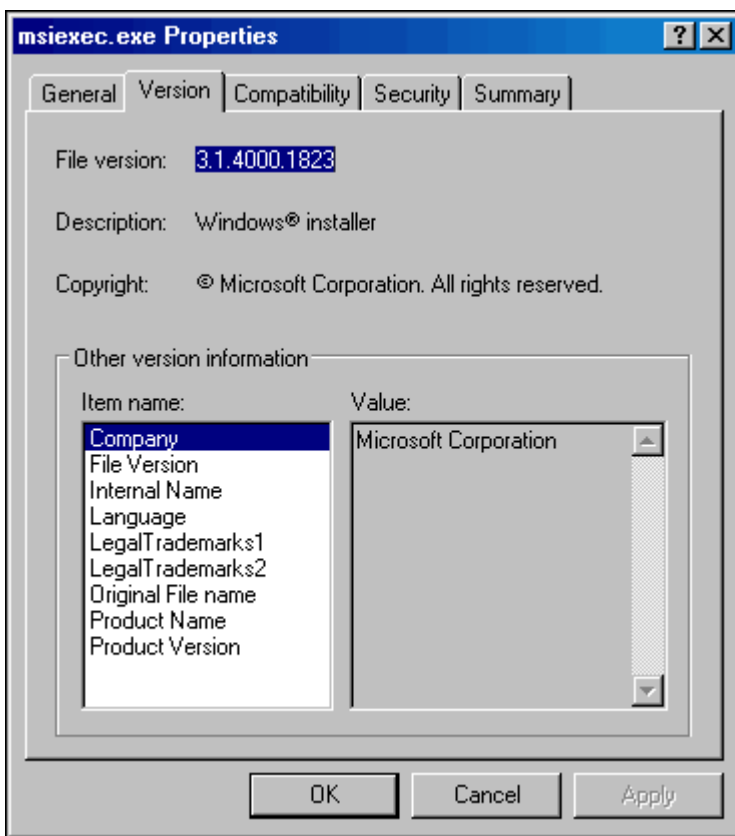 msiexec.exe Properties
General Version Compatibility Security Summary
File version: 3.1.4000.1823
Description: Windows® installer
Copyright: © Microsoft Corporation. All rights reserved.
Other version information
Item name: Value:
Company Microsoft Corporation
File Version
Internal Name
Language
LegalTrademarks1
LegalTrademarks2
Original File name
Product Name
Product Version
OK Cancel Apply